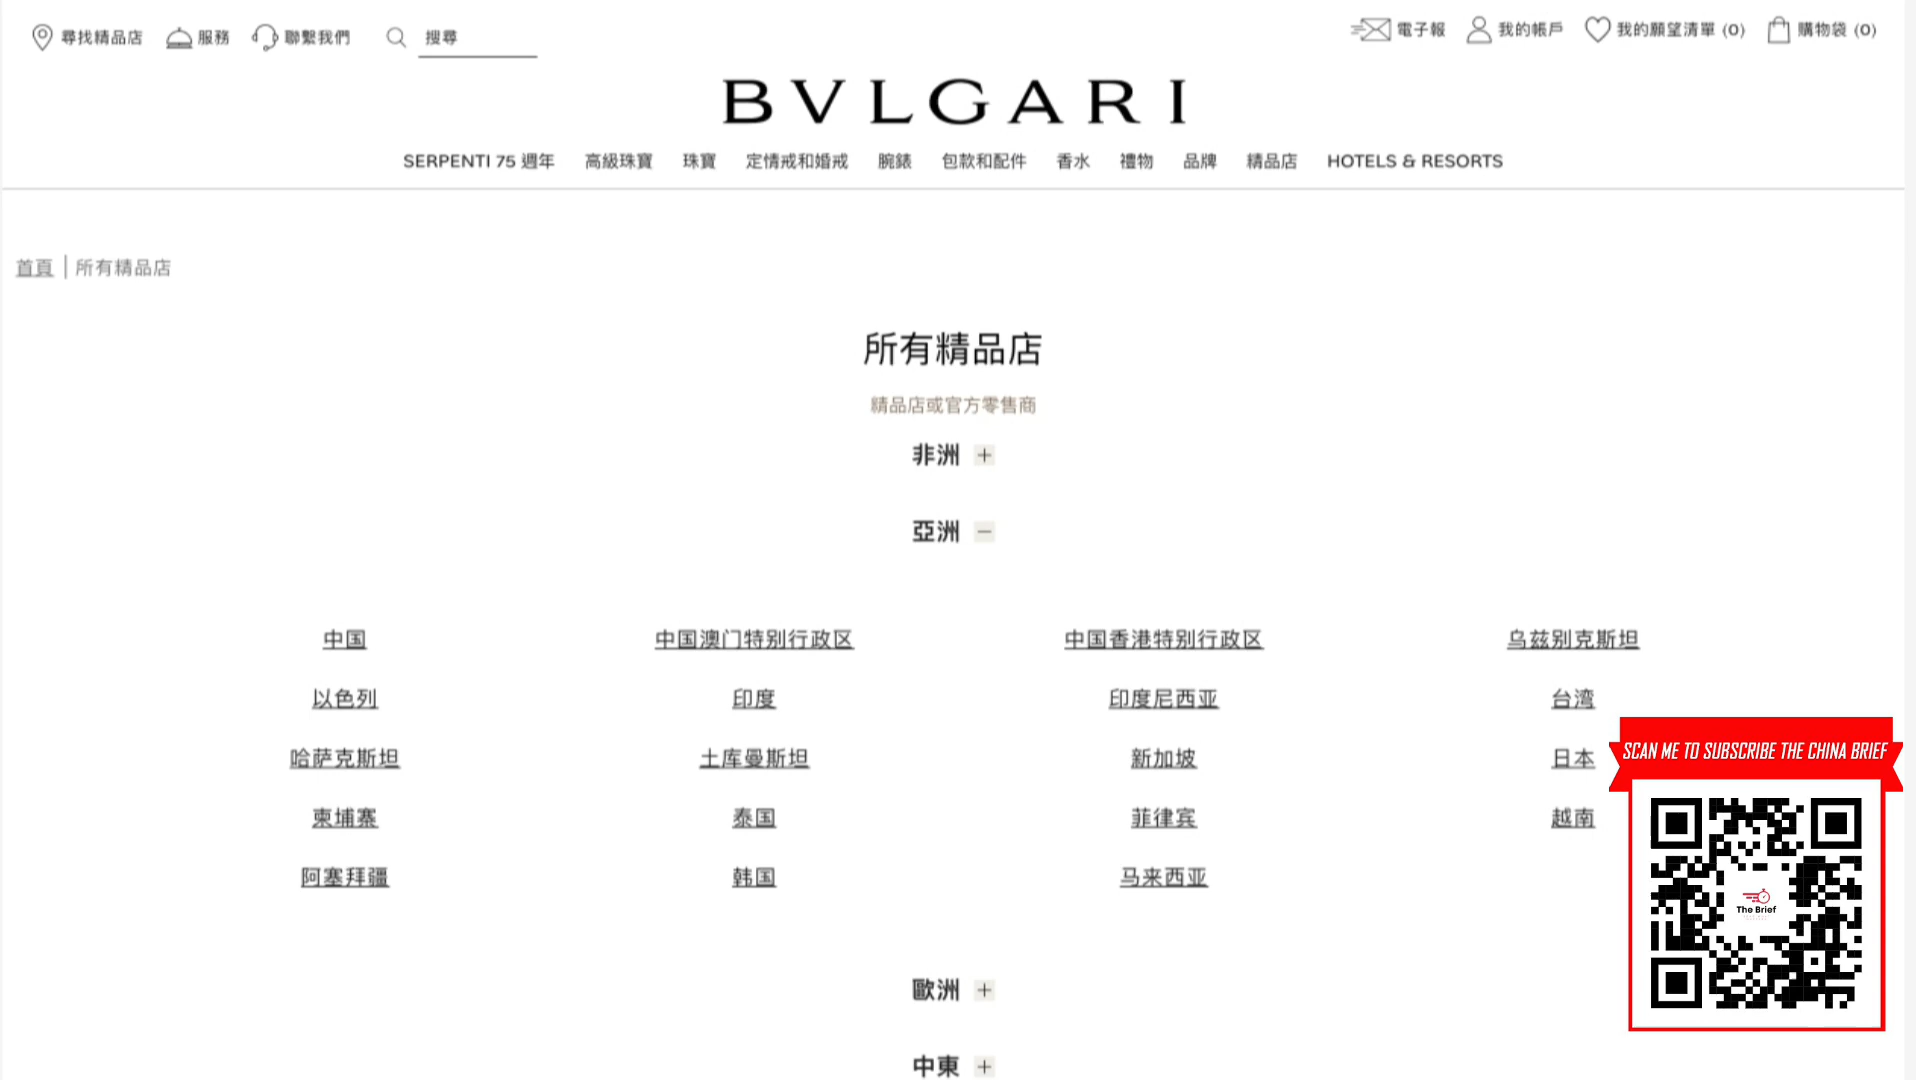 尋找精品店 服務 聯繫我們 搜尋 電子報 我的帳戶 我的願望清單 (0) 購物袋 (0)
BVLGARI
SERPENTI 75 週年 高級珠寶 珠寶 定情戒和婚戒 腕錶 包款和配件 香水 禮物 品牌 精品店 HOTELS & RESORTS
首頁 | 所有精品店
所有精品店
精品店或官方零售商
非洲 +
亞洲 −
中国 中国澳门特别行政区 中国香港特别行政区 乌兹别克斯坦
以色列 印度 印度尼西亚 台湾
哈萨克斯坦 土库曼斯坦 新加坡 日本
柬埔寨 泰国 菲律宾 越南
阿塞拜疆 韩国 马来西亚
歐洲 +
中東 +
SCAN ME TO SUBSCRIBE THE CHINA BRIEF
The Brief